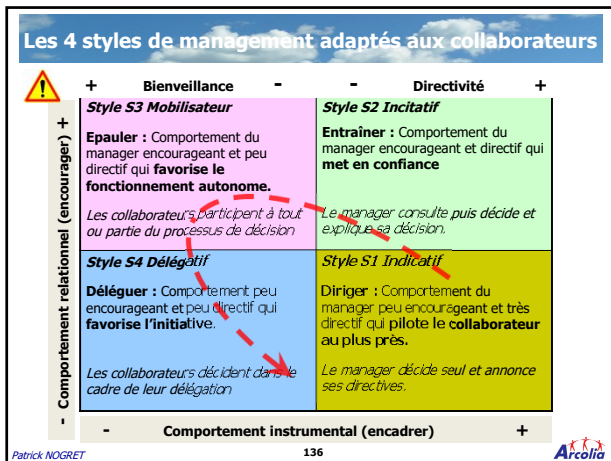 Les 4 styles de management adaptés aux collaborateurs
+ Bienveillance - - Directivité +
Comportement relationnel (encourager) +
-
Style S3 Mobilisateur
Epauler : Comportement du
manager encourageant et peu
directif qui favorise le
fonctionnement autonome.
Les collaborateurs participent à tout
ou partie du processus de décision
Style S2 Incitatif
Entraîner : Comportement du
manager encourageant et directif qui
met en confiance
Le manager consulte puis décide et
explique sa décision.
Style S4 Délégatif
Déléguer : Comportement peu
encourageant et peu directif qui
favorise l'initiative.
Les collaborateurs décident dans le
cadre de leur délégation
Style S1 Indicatif
Diriger : Comportement du
manager peu encourageant et très
directif qui pilote le collaborateur
au plus près.
Le manager décide seul et annonce
ses directives.
- Comportement instrumental (encadrer) +
Patrick NOGRET
136
Arcolia